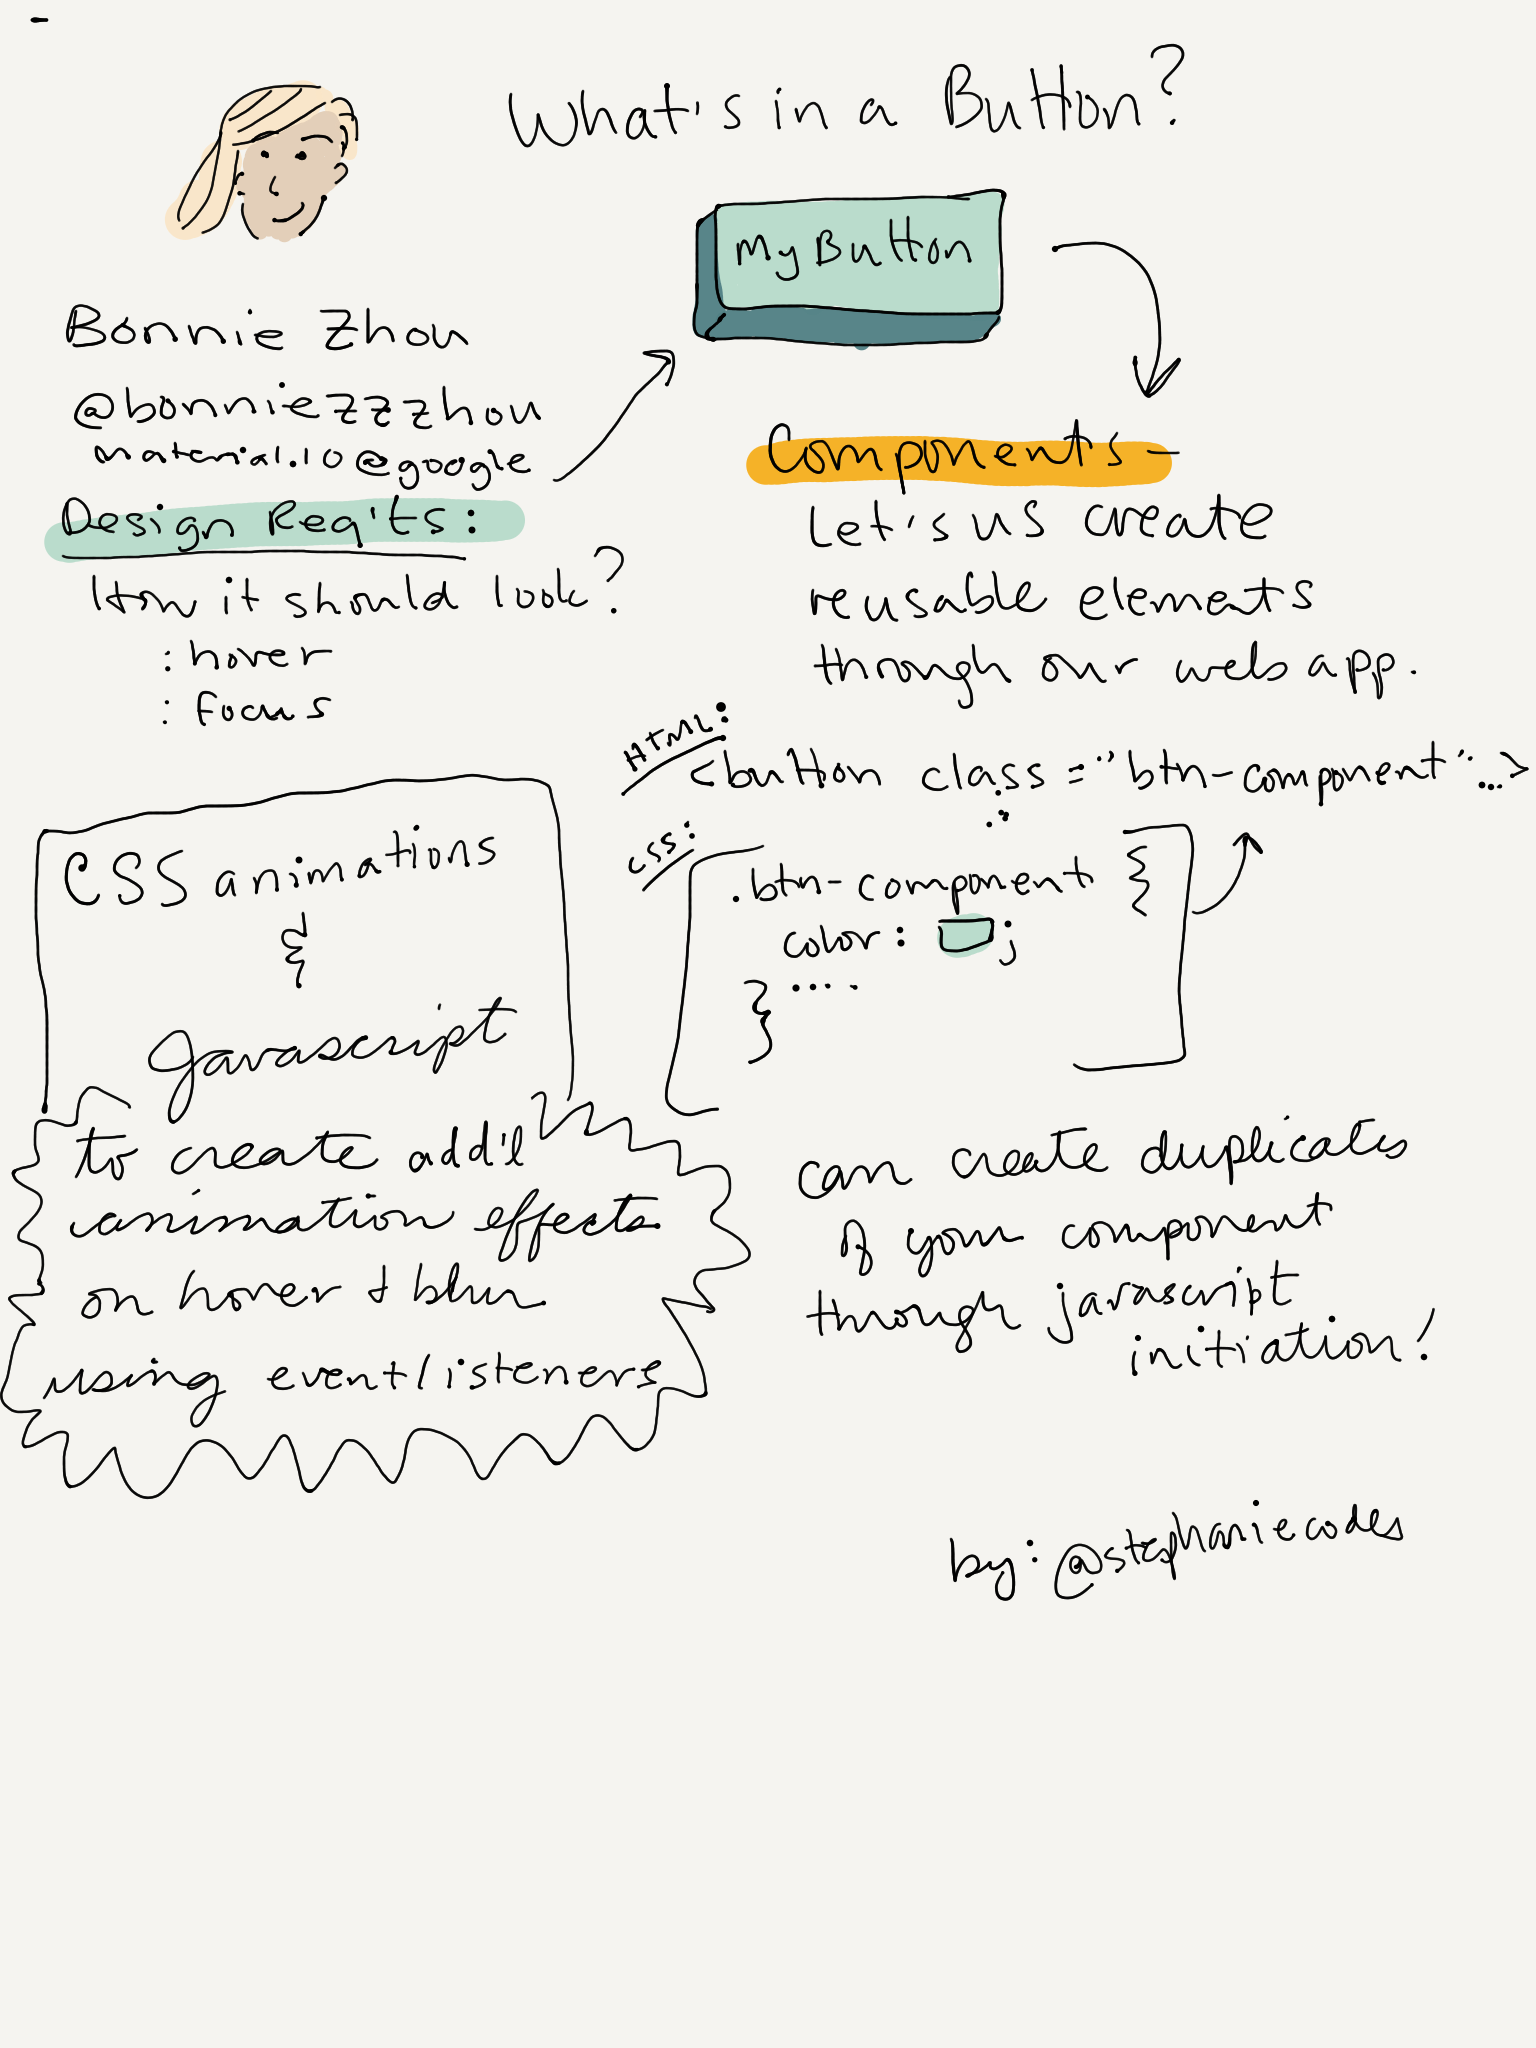 What's in a Button?
My Button
Bonnie Zhou
@bonniezzzhou
material.io@google
Design Req'ts:
How it should look?
:hover
:focus
Components-
Let's us create
reusable elements
through our web app.
HTML:
<button class="btn-component"...>
CSS:
.btn-component {
color: ;
....
}
CSS animations
&
Javascript
to create add'l
animation effects
on hover + blur
using event listeners
can create duplicates
of your component
through javascript
initiation!
by: @stephaniecodes